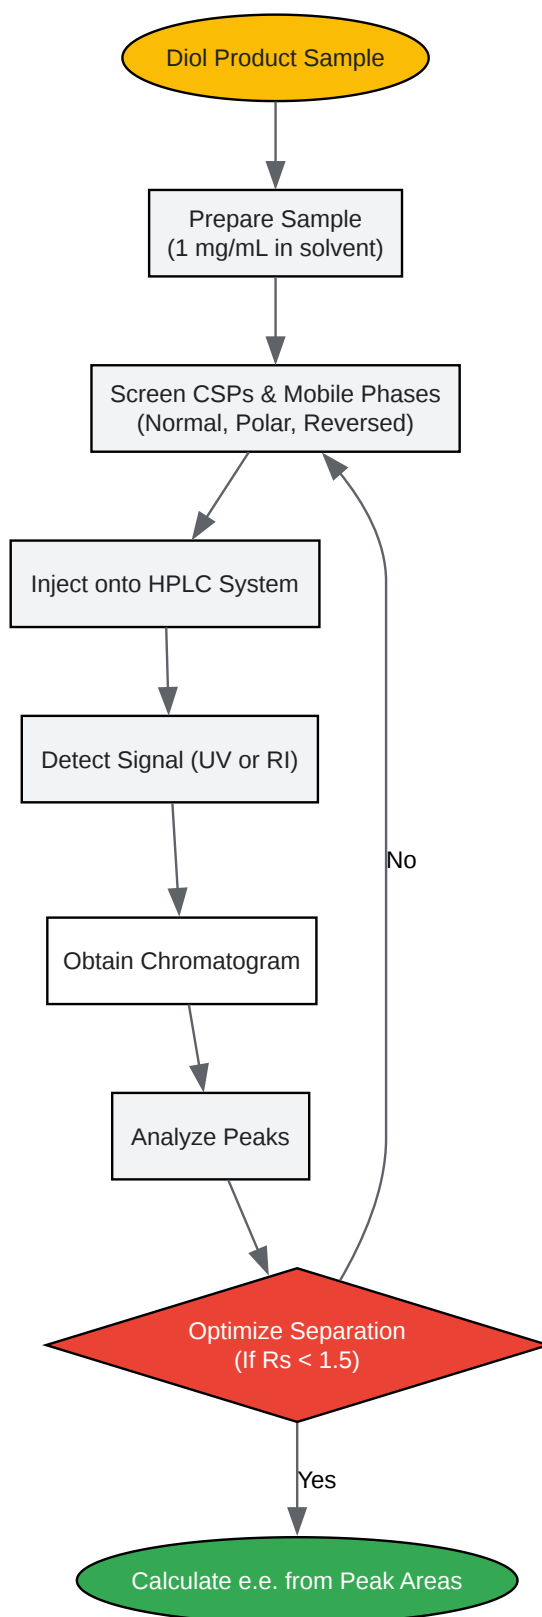 Diol Product Sample
Prepare Sample
(1 mg/mL in solvent)
Screen CSPs & Mobile Phases
(Normal, Polar, Reversed)
Inject onto HPLC System
Detect Signal (UV or RI)
No
Obtain Chromatogram
Analyze Peaks
Optimize Separation
(If Rs < 1.5)
Yes
Calculate e.e. from Peak Areas